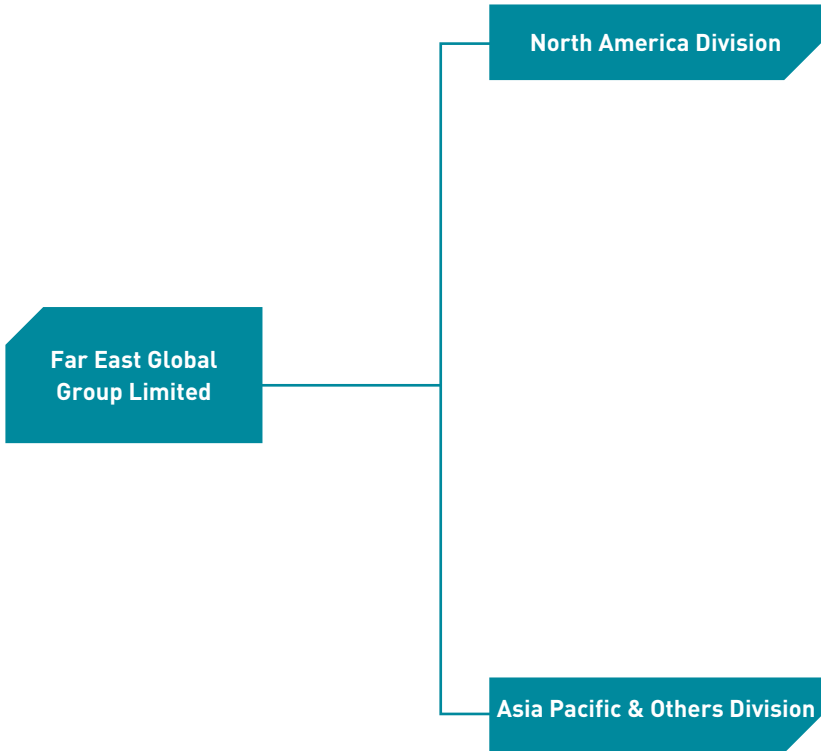 North America Division
Far East Global
Group Limited
Asia Pacific & Others Division